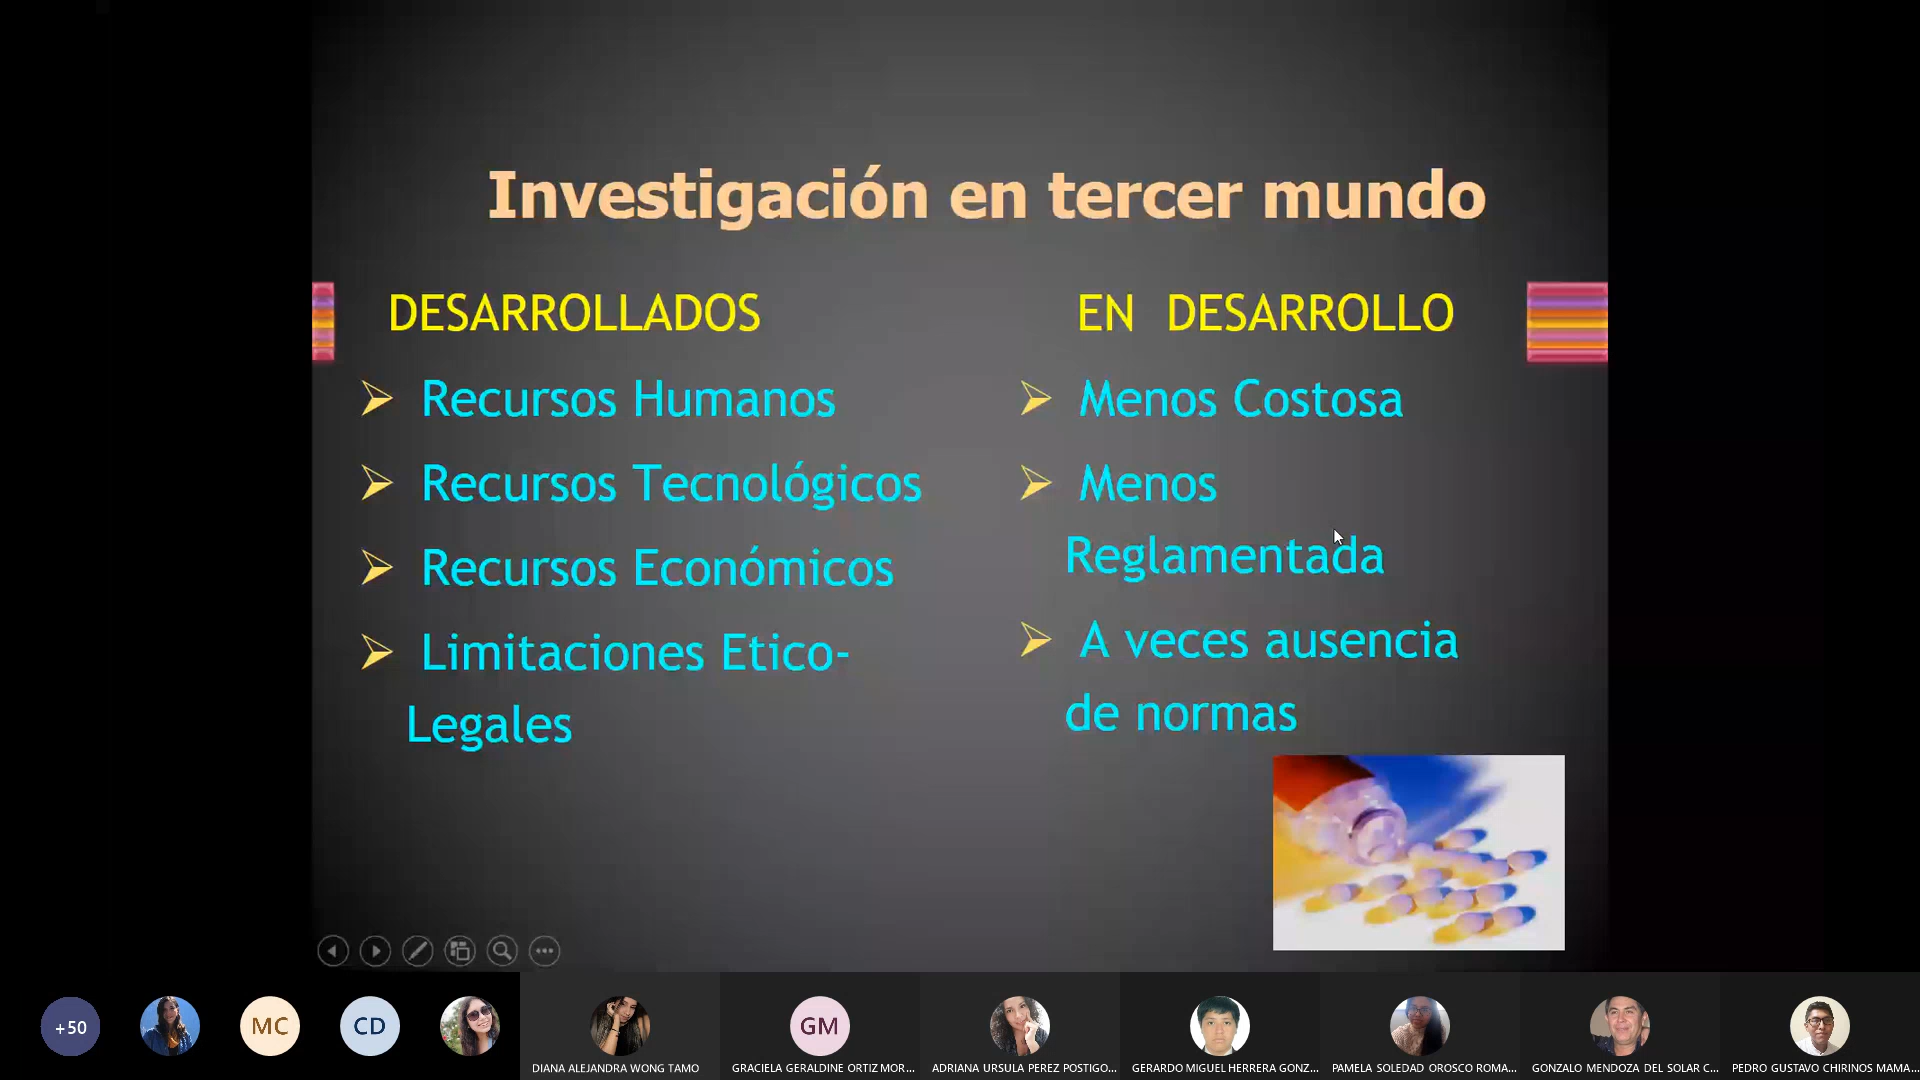 Investigación en tercer mundo
DESARROLLADOS
Recursos Humanos
Recursos Tecnológicos
Recursos Económicos
Limitaciones Etico-
Legales
EN DESARROLLO
Menos Costosa
Menos
Reglamentada
A veces ausencia
de normas
+50
MC
CD
GM
DIANA ALEJANDRA WONG TAMO
GRACIELA GERALDINE ORTIZ MOR...
ADRIANA URSULA PEREZ POSTIGO...
GERARDO MIGUEL HERRERA GONZ...
PAMELA SOLEDAD OROSCO ROMA...
GONZALO MENDOZA DEL SOLAR C...
PEDRO GUSTAVO CHIRINOS MAMA...